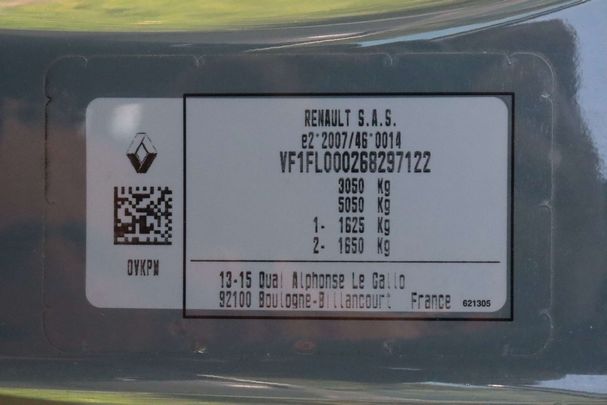 RENAULT S.A.S.
e2*2007/46*0014
VF1FL000268297122
3050 Kg
5050 Kg
1- 1625 Kg
2- 1650 Kg
OVKPW
13-15 Quai Alphonse Le Gallo
92100 Boulogne-Billancourt France
621305